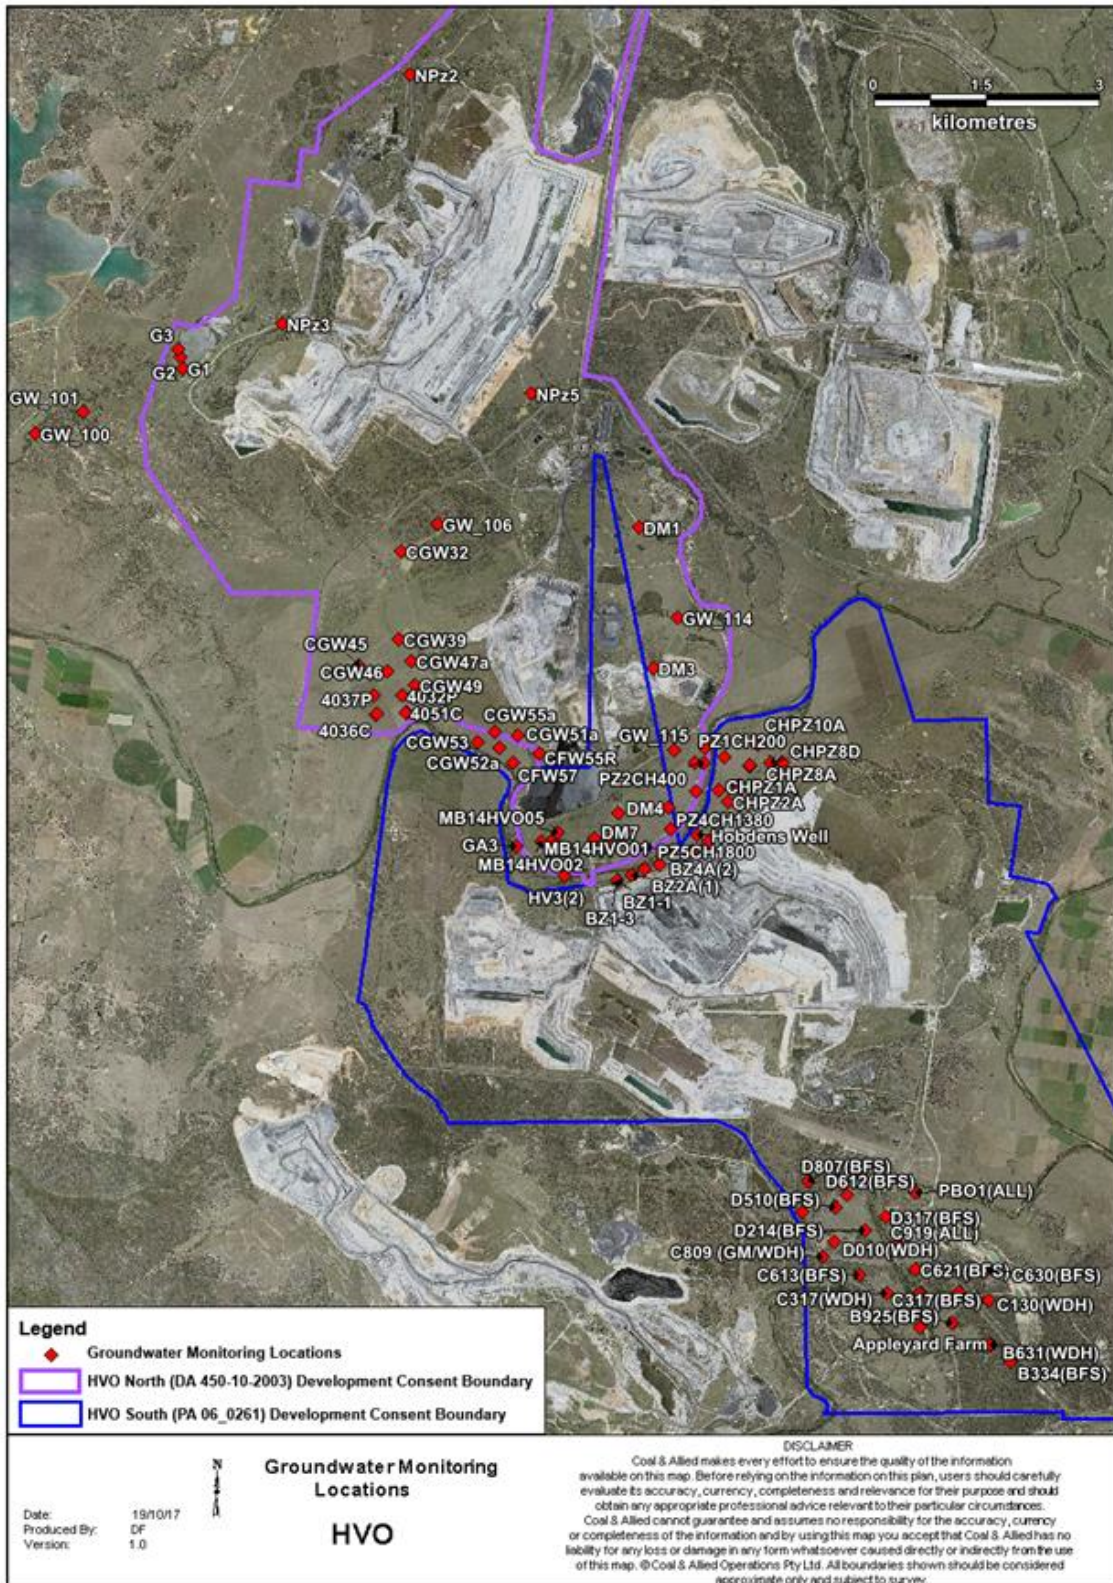 NPz2
0 1.5 3
kilometres
NPz3
G3
G2 G1
NPz5
GW_101
GW_100
GW_106
DM1
CGW32
GW_114
CGW39
CGW45
CGW47a
CGW46
DM3
CGW49
4037P 4032P
4051C
4036C
CGW55a
CGW51a
CHPZ10A
GW_115 PZ1CH200
CGW53
CFW55R
CHPZ8D
CGW52a
CFW57
CHPZ8A
PZ2CH400
CHPZ1A
CHPZ2A
DM4
MB14HVO05
PZ4CH1380
DM7
Hobdens Well
GA3
MB14HVO01
PZ5CH1800
MB14HVO02
BZ4A(2)
BZ2A(1)
HV3(2)
BZ1-1
BZ1-3
D807(BFS)
D612(BFS)
D510(BFS)
PBO1(ALL)
D317(BFS)
D214(BFS)
C919(ALL)
D010(WDH)
C809 (GM/WDH)
C613(BFS)
C621(BFS)
C630(BFS)
C317(WDH)
C317(BFS)
C130(WDH)
B925(BFS)
Appleyard Farm
B631(WDH)
B334(BFS)
Legend
Groundwater Monitoring Locations
HVO North (DA 450-10-2003) Development Consent Boundary
HVO South (PA 06_0261) Development Consent Boundary
N
Groundwater Monitoring
Locations
HVO
Date: 19/10/17
Produced By: DF
Version: 1.0
DISCLAIMER
Coal & Allied makes every effort to ensure the quality of the information
available on this map. Before relying on the information on this plan, users should carefully
evaluate its accuracy, currency, completeness and relevance for their purpose and should
obtain any appropriate professional advice relevant to their particular circumstances.
Coal & Allied cannot guarantee and assumes no responsibility for the accuracy, currency
or completeness of the information and by using this map you accept that Coal & Allied has no
liability for any loss or damage in any form whatsoever caused directly or indirectly from the use
of this map. © Coal & Allied Operations Pty Ltd. All boundaries shown should be considered
approximate only and subject to survey